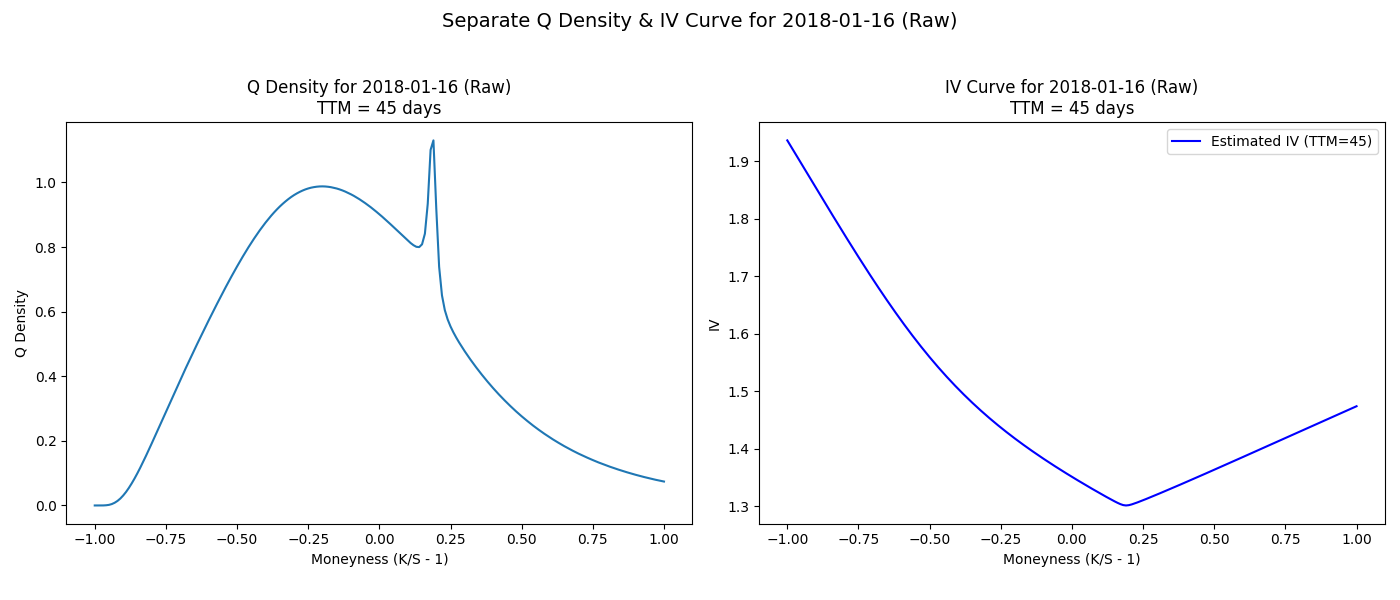 Separate Q Density & IV Curve for 2018-01-16 (Raw)
Q Density for 2018-01-16 (Raw)
TTM = 45 days
Q Density
1.0
0.8
0.6
0.4
0.2
0.0
−1.00 −0.75 −0.50 −0.25 0.00 0.25 0.50 0.75 1.00
Moneyness (K/S - 1)
IV Curve for 2018-01-16 (Raw)
TTM = 45 days
Estimated IV (TTM=45)
IV
1.9
1.8
1.7
1.6
1.5
1.4
1.3
−1.00 −0.75 −0.50 −0.25 0.00 0.25 0.50 0.75 1.00
Moneyness (K/S - 1)